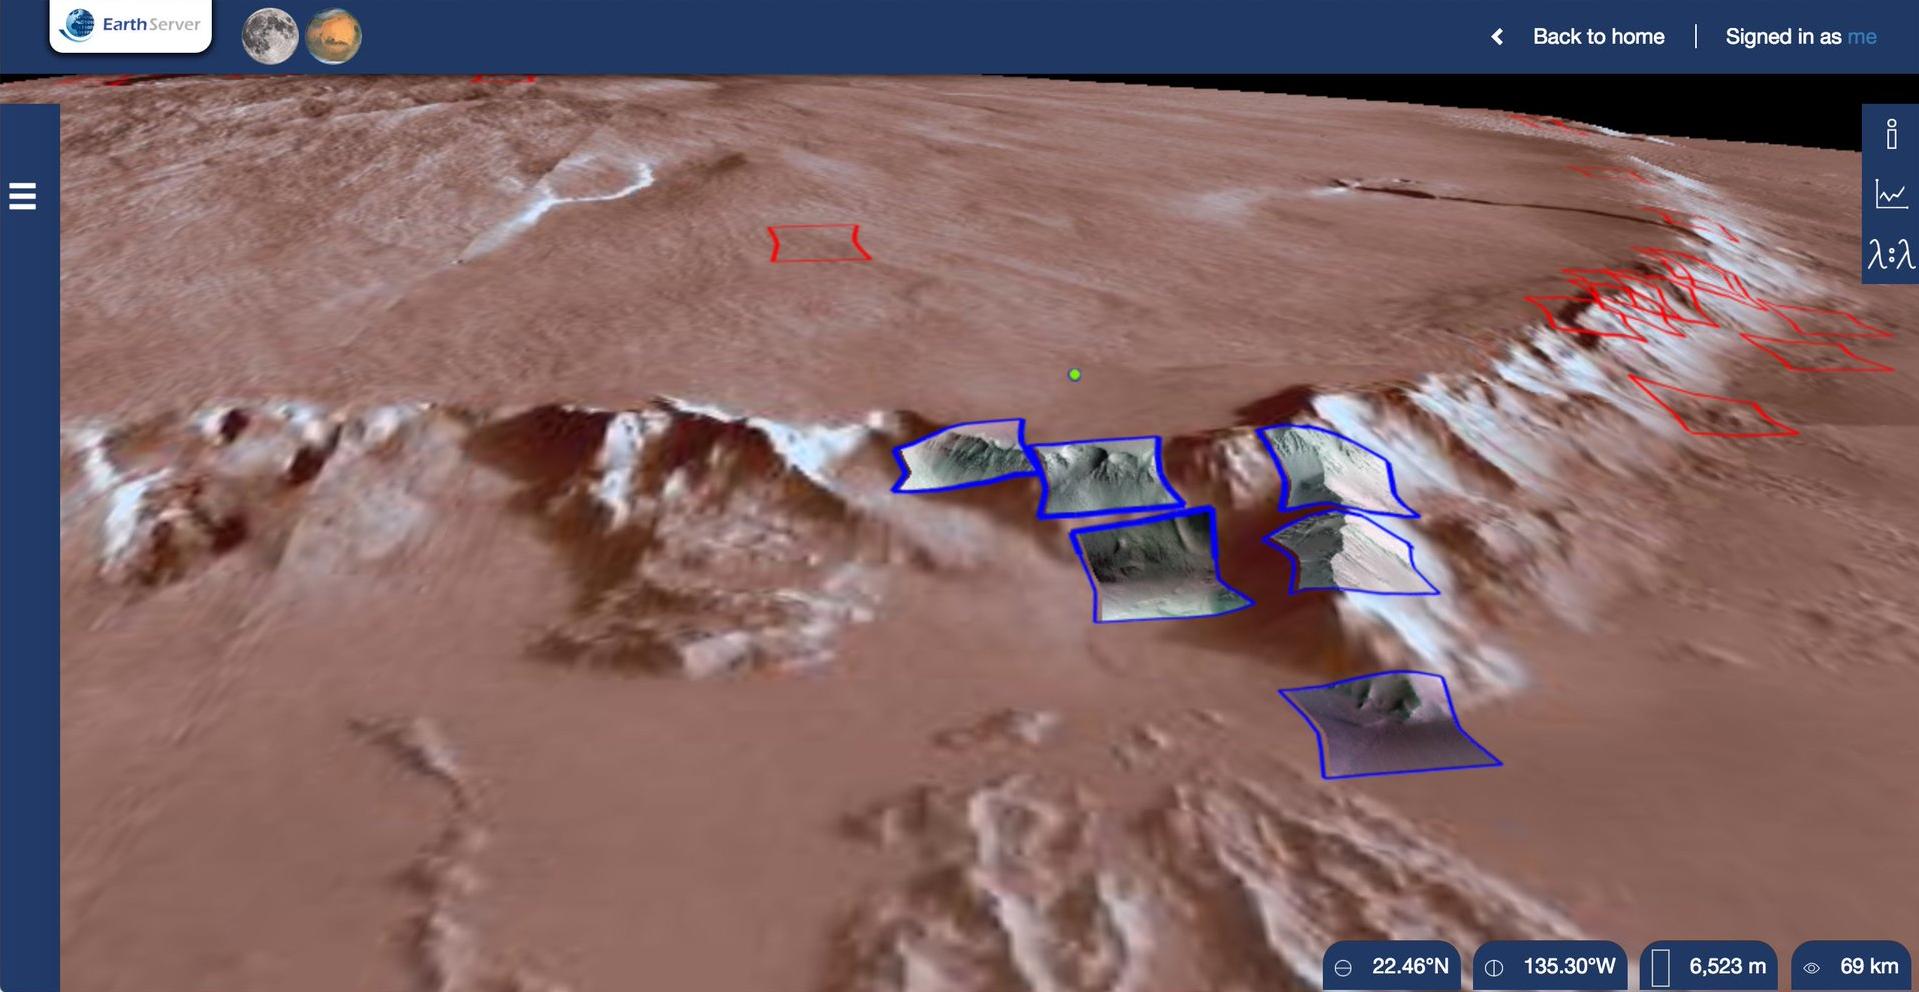 EarthServer
Back to home
Signed in as me
λ:λ
22.46°N
135.30°W
6,523 m
69 km